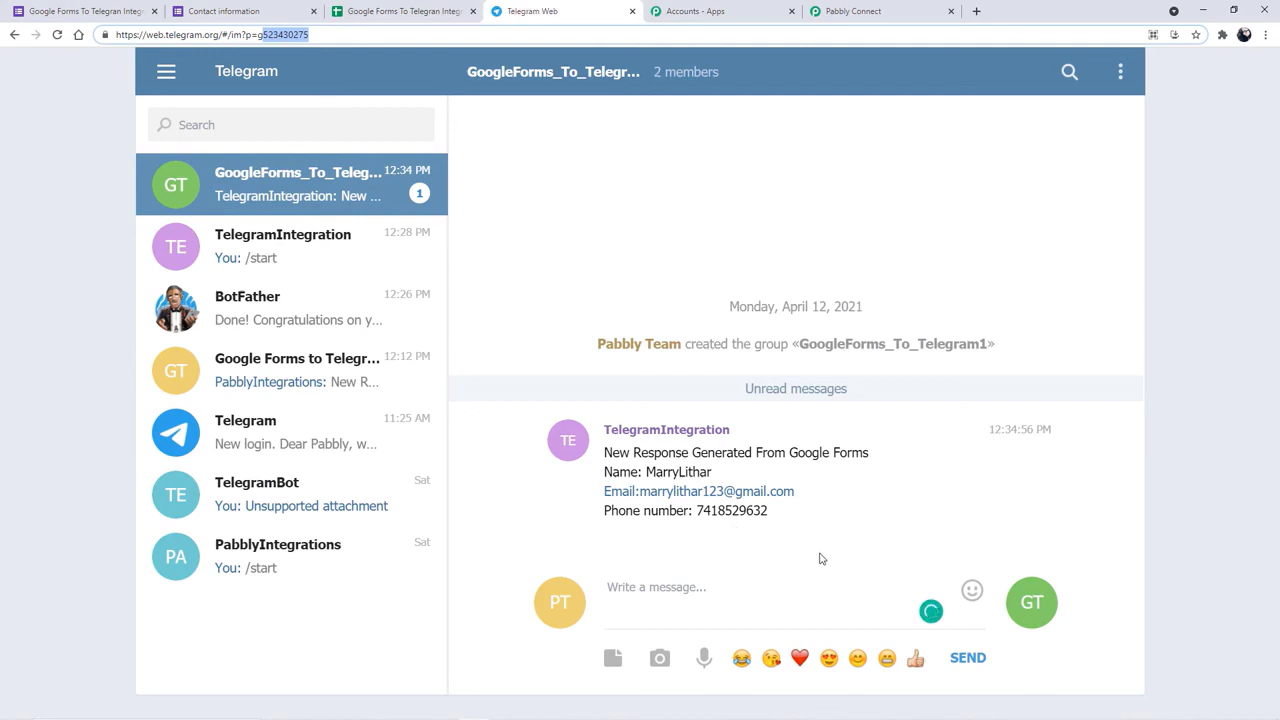 Google Forms To Telegran Integ
Contact information
Google Forms To Telegran Integ
Telegram Web
Accounts - Apps
Pabbly Connect
https://web.telegram.org/#/im?p=g523430275
Telegram
GoogleForms_To_Telegr... 2 members
Search
GT
GoogleForms_To_Teleg... 12:34 PM
TelegramIntegration: New ... 1
TE
TelegramIntegration 12:28 PM
You: /start
BotFather 12:26 PM
Done! Congratulations on y...
GT
Google Forms to Telegr... 12:12 PM
PabblyIntegrations: New R...
Telegram 11:25 AM
New login. Dear Pabbly, w...
TE
TelegramBot Sat
You: Unsupported attachment
PA
PabblyIntegrations Sat
You: /start
Monday, April 12, 2021
Pabbly Team created the group «GoogleForms_To_Telegram1»
Unread messages
TE
TelegramIntegration 12:34:56 PM
New Response Generated From Google Forms
Name: MarryLithar
Email:marrylithar123@gmail.com
Phone number: 7418529632
PT
Write a message...
GT
SEND